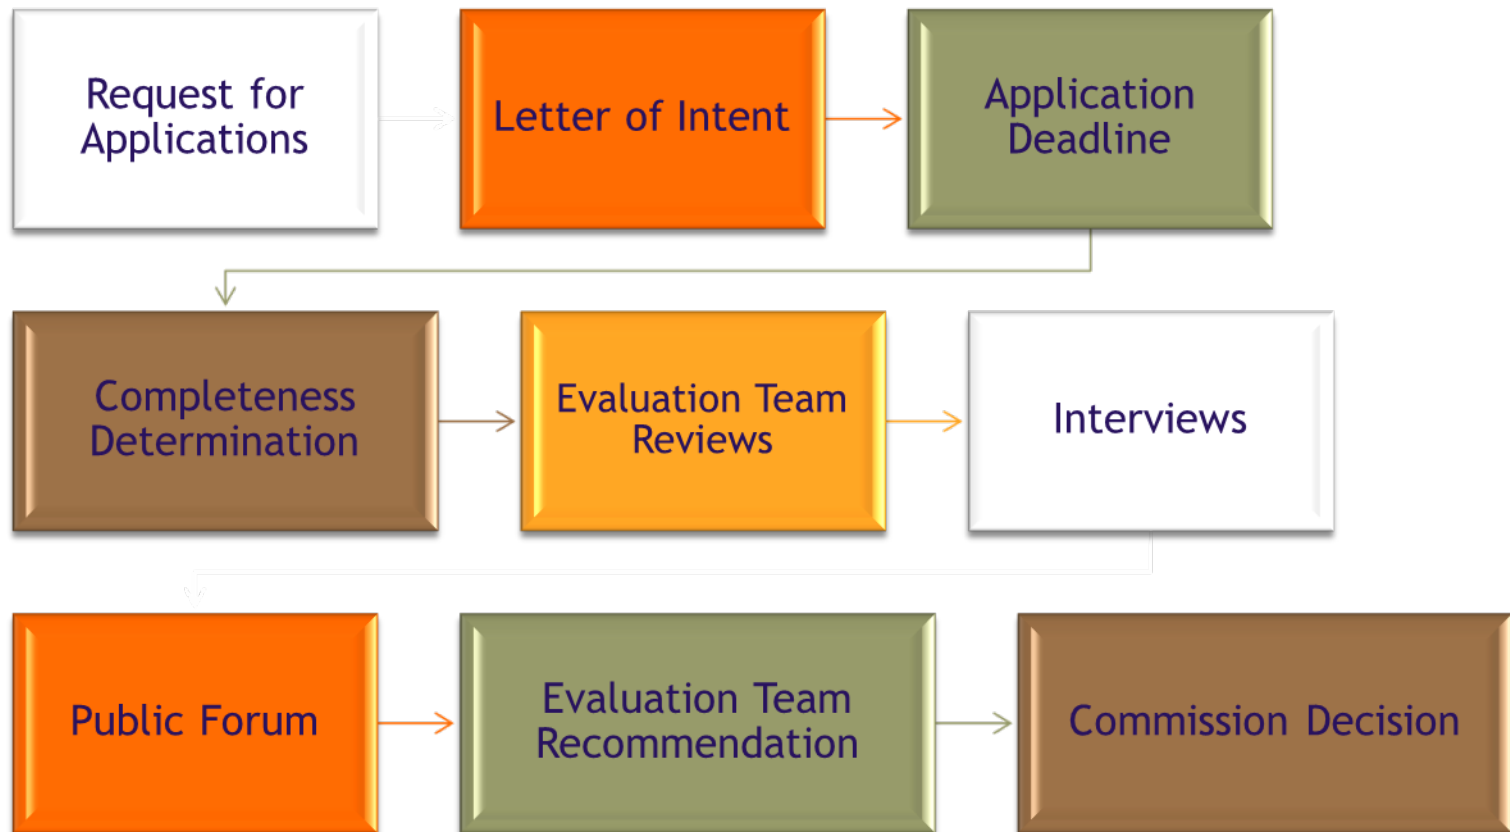 Request for
Applications
Letter of Intent
Application
Deadline
Completeness
Determination
Evaluation Team
Reviews
Interviews
Public Forum
Evaluation Team
Recommendation
Commission Decision